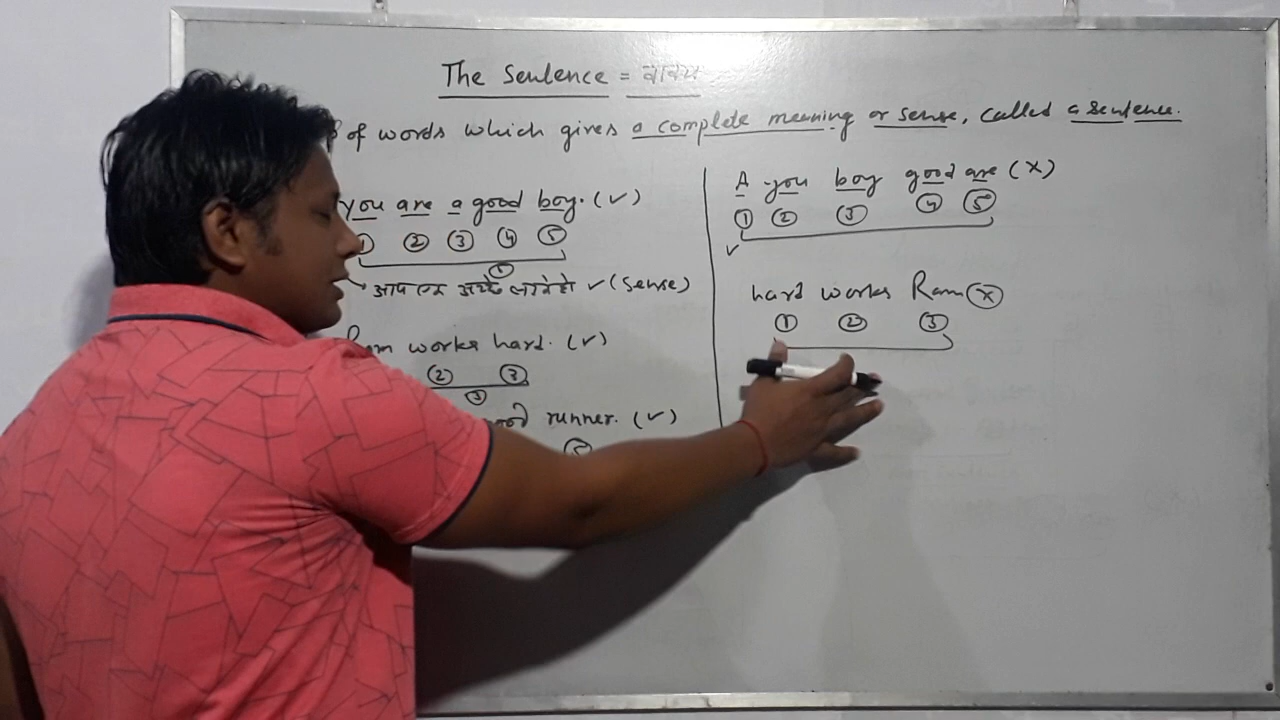 The Sentence = वाक्य
of words which gives a complete meaning or sense, called a sentence.
you are a good boy. (✓)
① ② ③ ④ ⑤
①
आप एक अच्छे लड़के हो ✓ (Sense)
works hard. (✓)
② ③
③
good runner. (✓)
⑤
A you boy good are (x)
① ② ③ ④ ⑤
✓
hard works Ram (x)
① ② ③